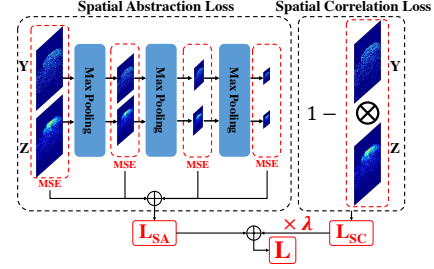 Spatial Abstraction Loss
Spatial Correlation Loss
Y
Z
Max Pooling
Max Pooling
Max Pooling
MSE
MSE
MSE
MSE
1 −
Y
Z
L_SA
× λ
L
L_SC